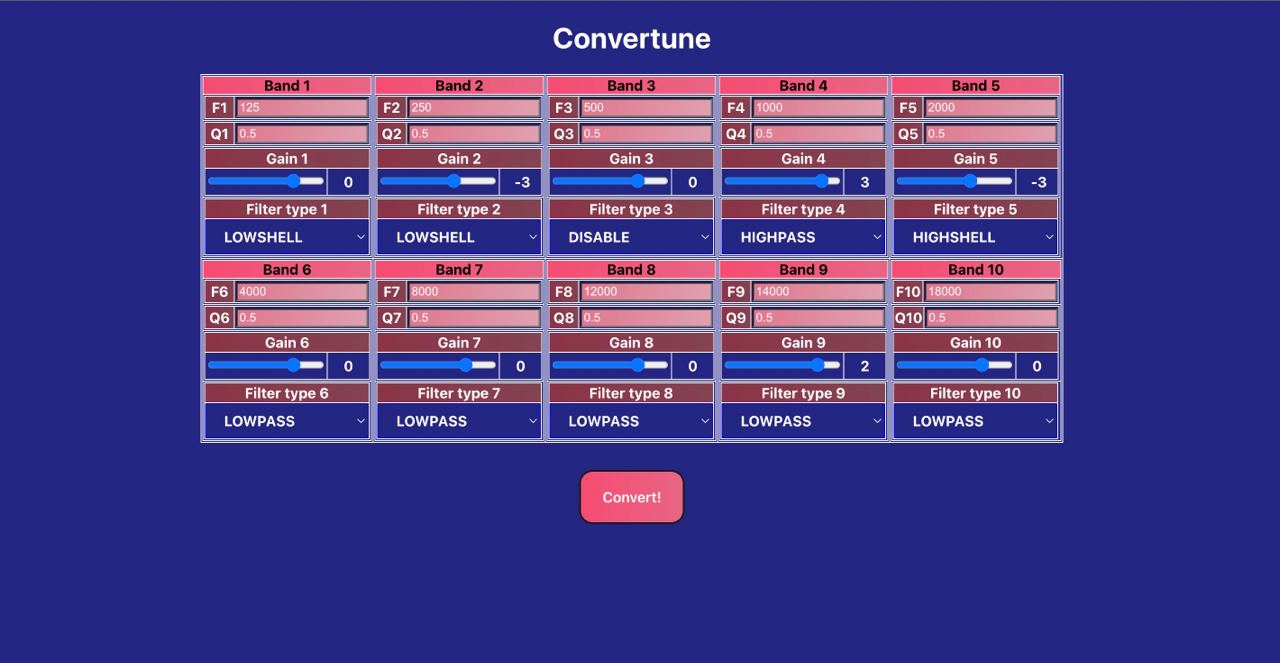 Convertune
Band 1 Band 2 Band 3 Band 4 Band 5
F1 125 F2 250 F3 500 F4 1000 F5 2000
Q1 0.5 Q2 0.5 Q3 0.5 Q4 0.5 Q5 0.5
Gain 1 Gain 2 Gain 3 Gain 4 Gain 5
0 -3 0 3 -3
Filter type 1 Filter type 2 Filter type 3 Filter type 4 Filter type 5
LOWSHELL LOWSHELL DISABLE HIGHPASS HIGHSHELL
Band 6 Band 7 Band 8 Band 9 Band 10
F6 4000 F7 8000 F8 12000 F9 14000 F10 18000
Q6 0.5 Q7 0.5 Q8 0.5 Q9 0.5 Q10 0.5
Gain 6 Gain 7 Gain 8 Gain 9 Gain 10
0 0 0 2 0
Filter type 6 Filter type 7 Filter type 8 Filter type 9 Filter type 10
LOWPASS LOWPASS LOWPASS LOWPASS LOWPASS
Convert!